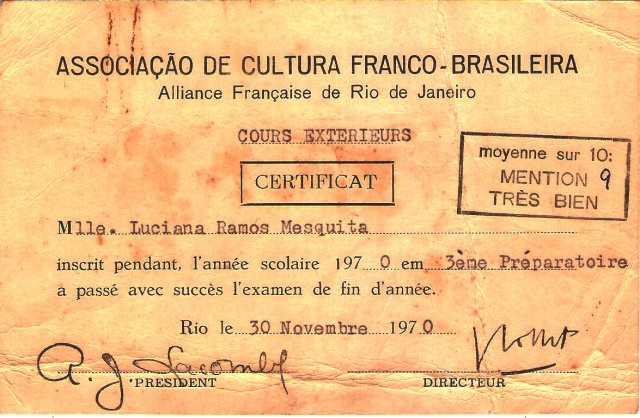 ASSOCIAÇÃO DE CULTURA FRANCO-BRASILEIRA
Alliance Française de Rio de Janeiro
COURS EXTERIEURS
CERTIFICAT
moyenne sur 10:
MENTION 9
TRÈS BIEN
Mlle. Luciana Ramos Mesquita
inscrit pendant, l'année scolaire 1970 em 3ème Préparatoire
a passé avec succès l'examen de fin d'année.
Rio le 30 Novembre 1970
A. J. Lacombe
PRESIDENT
DIRECTEUR